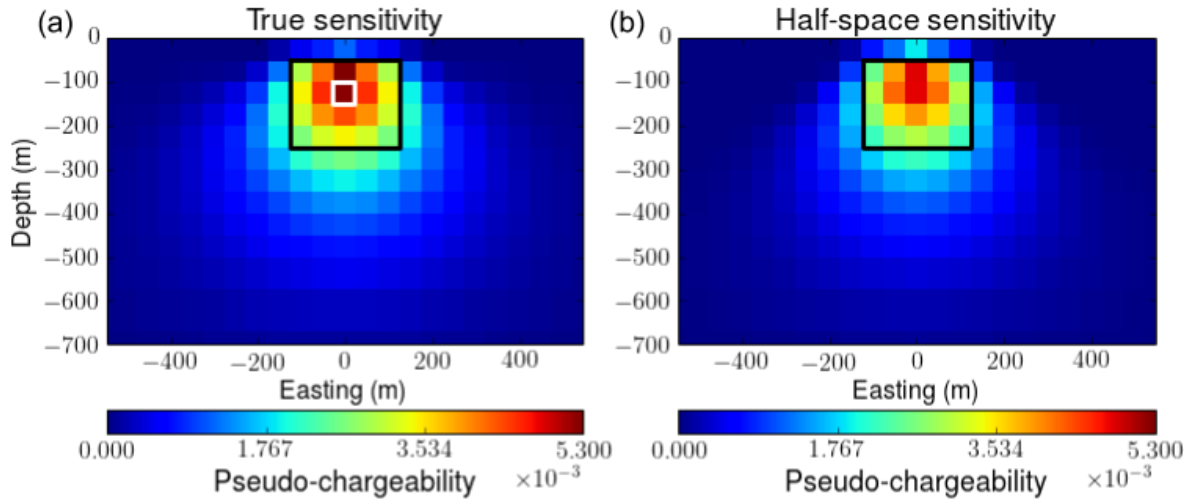 (a) True sensitivity
(b) Half-space sensitivity
Depth (m)
0
−100
−200
−300
−400
−500
−600
−700
−400 −200 0 200 400
Easting (m)
0.000 1.767 3.534 5.300
×10⁻³
Pseudo-chargeability
0
−100
−200
−300
−400
−500
−600
−700
−400 −200 0 200 400
Easting (m)
0.000 1.767 3.534 5.300
×10⁻³
Pseudo-chargeability